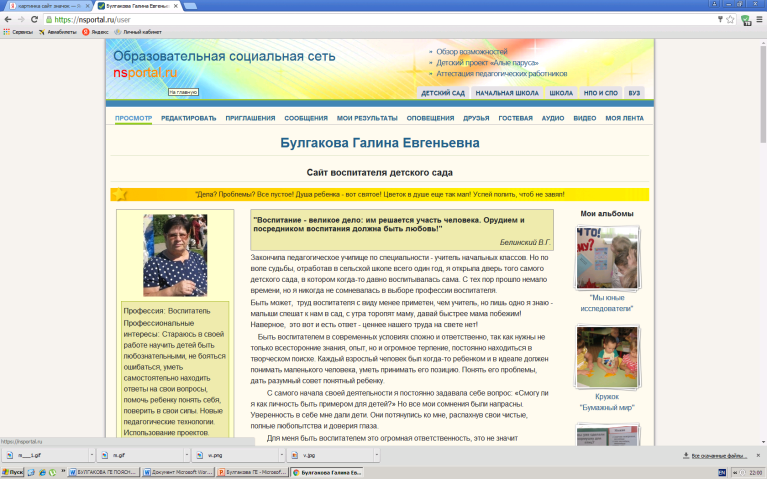 картинка сайт значок — ...
Булгакова Галина Евгень...
https://nsportal.ru/user
Сервисы Авиабилеты Яндекс Личный кабинет
Образовательная социальная сеть
nsportal.ru
Обзор возможностей
Детский проект «Алые паруса»
Аттестация педагогических работников
На главную
ДЕТСКИЙ САД НАЧАЛЬНАЯ ШКОЛА ШКОЛА НПО И СПО ВУЗ
ПРОСМОТР РЕДАКТИРОВАТЬ ПРИГЛАШЕНИЯ СООБЩЕНИЯ МОИ РЕЗУЛЬТАТЫ ОПОВЕЩЕНИЯ ДРУЗЬЯ ГОСТЕВАЯ АУДИО ВИДЕО МОЯ ЛЕНТА
Булгакова Галина Евгеньевна
Сайт воспитателя детского сада
"Дела? Проблемы? Все пустое! Душа ребенка - вот святое! Цветок в душе еще так мал! Успей полить, чтоб не завял!
Профессия: Воспитатель
Профессиональные
интересы: Стараюсь в своей
работе научить детей быть
любознательными, не бояться
ошибаться, уметь
самостоятельно находить
ответы на свои вопросы,
помочь ребенку понять себя,
поверить в свои силы. Новые
педагогические технологии.
Использование проектов.
"Воспитание - великое дело: им решается участь человека. Орудием и
посредником воспитания должна быть любовь!"
Белинский В.Г.
Закончила педагогическое училище по специальности - учитель начальных классов. Но по
воле судьбы, отработав в сельской школе всего один год, я открыла дверь того самого
детского сада, в котором когда-то давно воспитывалась сама. С тех пор прошло немало
времени, но я никогда не сомневалась в выборе профессии воспитателя.
Быть может, труд воспитателя с виду менее приметен, чем учитель, но лишь одно я знаю -
малыши спешат к нам в сад, с утра торопят маму, давай быстрее мама побежим!
Наверное, это вот и есть ответ - ценнее нашего труда на свете нет!
Быть воспитателем в современных условиях сложно и ответственно, так как нужны не
только всесторонние знания, опыт, но и огромное терпение, постоянно находиться в
творческом поиске. Каждый взрослый человек был когда-то ребенком и в идеале должен
понимать маленького человека, уметь принимать его позицию. Понять его проблемы,
дать разумный совет понятный ребенку.
С самого начала своей деятельности я постоянно задавала себе вопрос: «Смогу ли
я как личность быть примером для детей?» Но все мои сомнения были напрасны.
Уверенность в себе мне дали дети. Они потянулись ко мне, распахнув свои чистые,
полные любопытства и доверия глаза.
Для меня быть воспитателем это огромная ответственность, это не значит
Мои альбомы
"Мы юные
исследователи"
Кружок
"Бумажный мир"
https://nsportal.ru
m___1.gif m.gif vi.png v.jpg Все скачанные файлы...
Пуск БУЛГАКОВА ГЕ ПОЯСН... Документ Microsoft Wor... Булгакова ГЕ - Microsof... Булгакова Галина Ев... EN 22:00